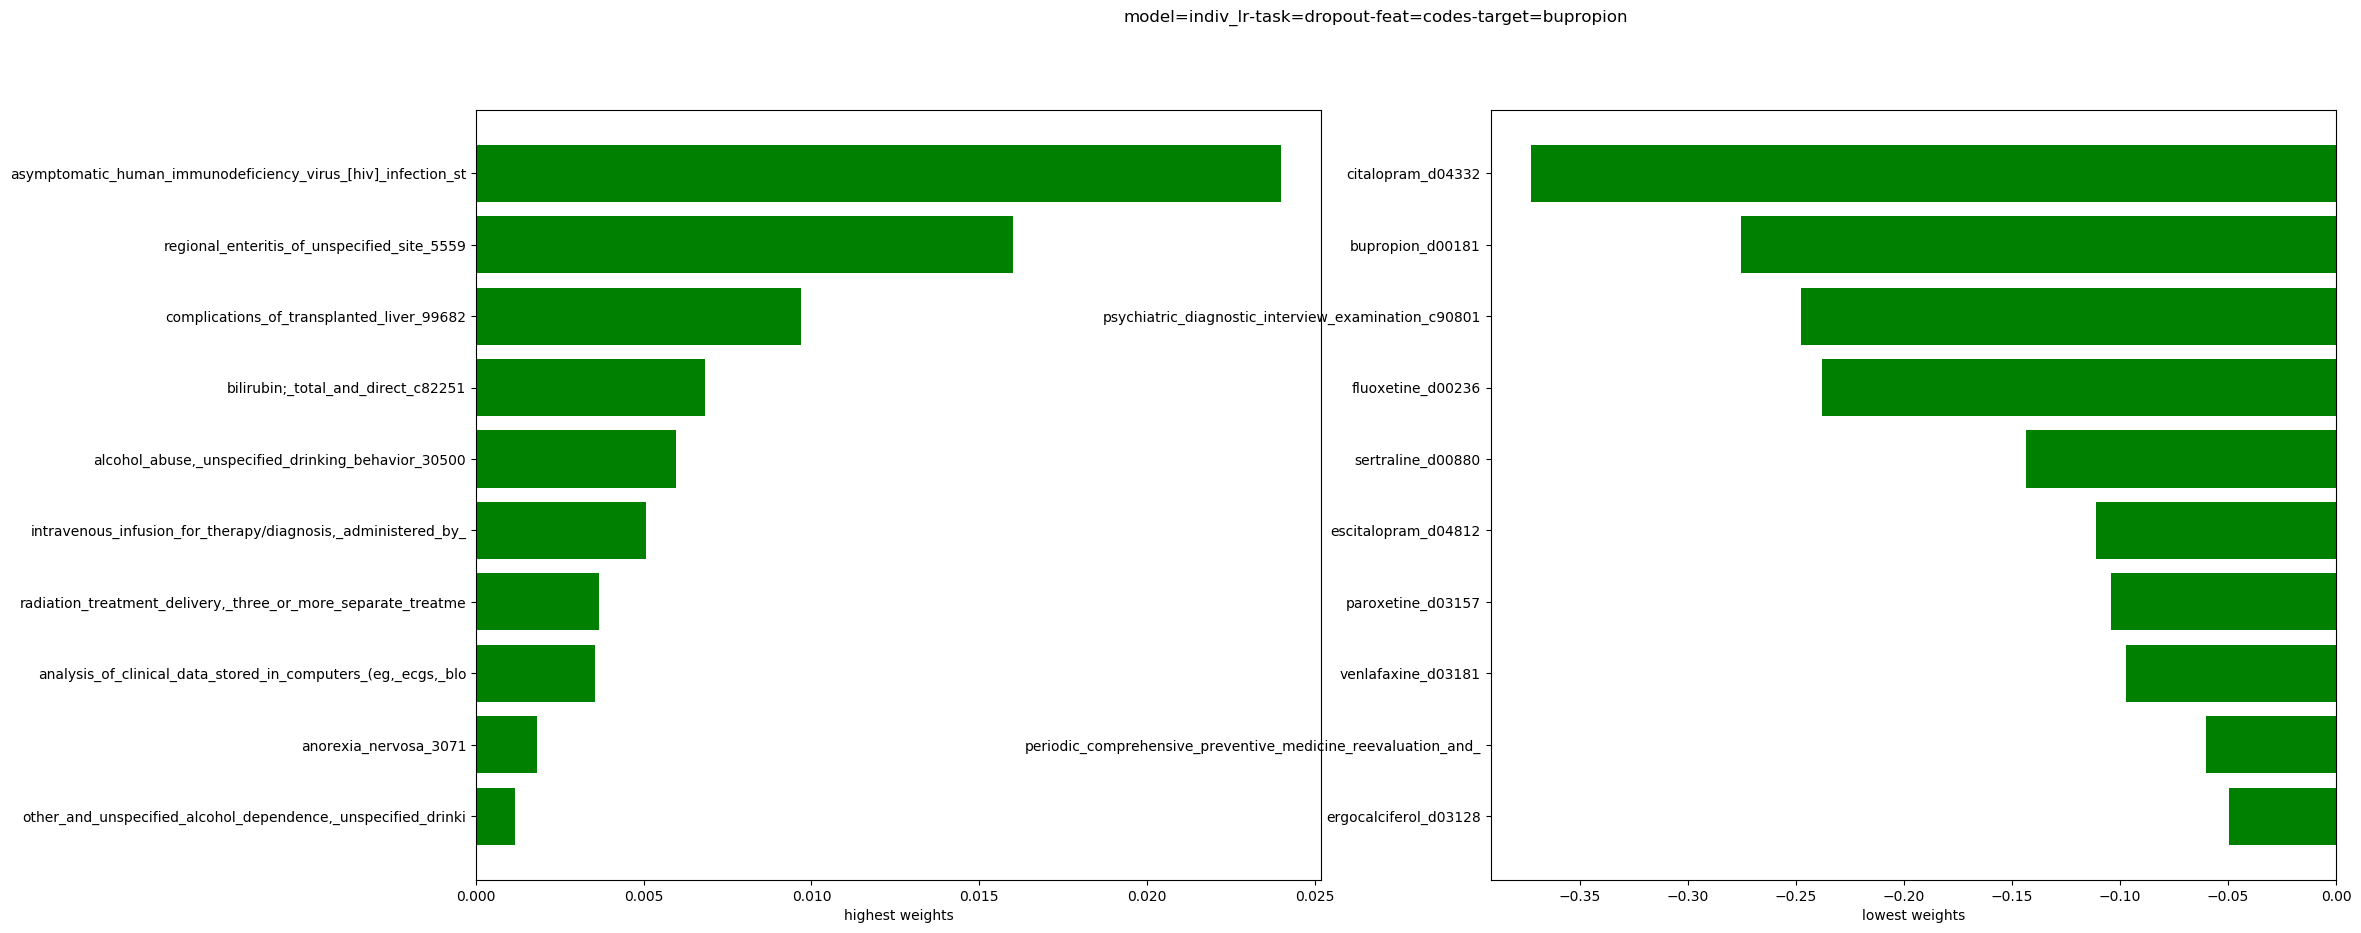 model=indiv_lr-task=dropout-feat=codes-target=bupropion
asymptomatic_human_immunodeficiency_virus_[hiv]_infection_st
regional_enteritis_of_unspecified_site_5559
complications_of_transplanted_liver_99682
bilirubin;_total_and_direct_c82251
alcohol_abuse,_unspecified_drinking_behavior_30500
intravenous_infusion_for_therapy/diagnosis,_administered_by_
radiation_treatment_delivery,_three_or_more_separate_treatme
analysis_of_clinical_data_stored_in_computers_(eg,_ecgs,_blo
anorexia_nervosa_3071
other_and_unspecified_alcohol_dependence,_unspecified_drinki
0.000 0.005 0.010 0.015 0.020 0.025
highest weights
citalopram_d04332
bupropion_d00181
psychiatric_diagnostic_interview_examination_c90801
fluoxetine_d00236
sertraline_d00880
escitalopram_d04812
paroxetine_d03157
venlafaxine_d03181
periodic_comprehensive_preventive_medicine_reevaluation_and_
ergocalciferol_d03128
−0.35 −0.30 −0.25 −0.20 −0.15 −0.10 −0.05 0.00
lowest weights